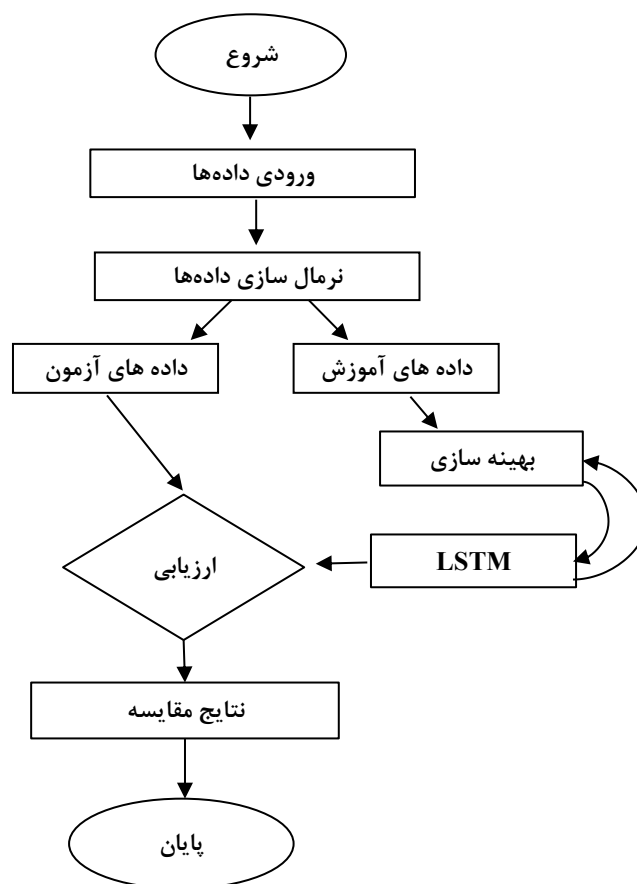 شروع
ورودی داده‌ها
نرمال سازی داده‌ها
داده های آموزش
داده های آزمون
بهینه سازی
LSTM
ارزیابی
نتایج مقایسه
پایان